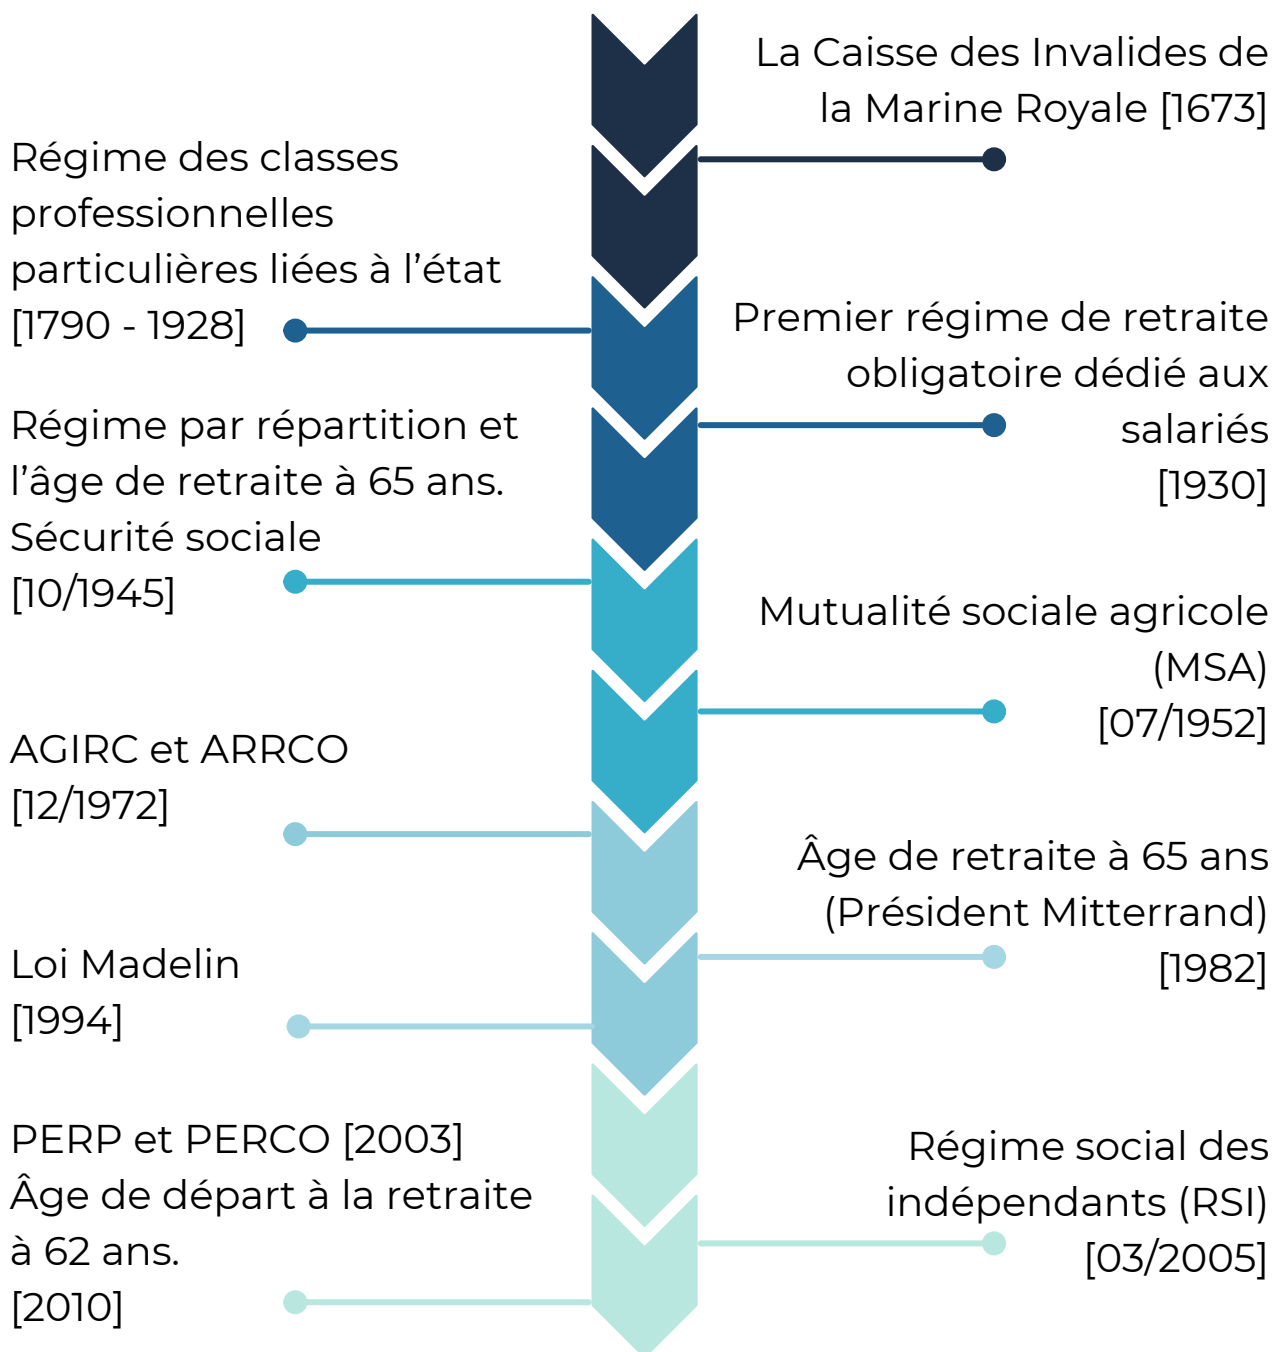 La Caisse des Invalides de
la Marine Royale [1673]
Régime des classes
professionnelles
particulières liées à l’état
[1790 - 1928]
Premier régime de retraite
obligatoire dédié aux
salariés
[1930]
Régime par répartition et
l’âge de retraite à 65 ans.
Sécurité sociale
[10/1945]
Mutualité sociale agricole
(MSA)
[07/1952]
AGIRC et ARRCO
[12/1972]
Âge de retraite à 65 ans
(Président Mitterrand)
[1982]
Loi Madelin
[1994]
PERP et PERCO [2003]
Âge de départ à la retraite
à 62 ans.
[2010]
Régime social des
indépendants (RSI)
[03/2005]